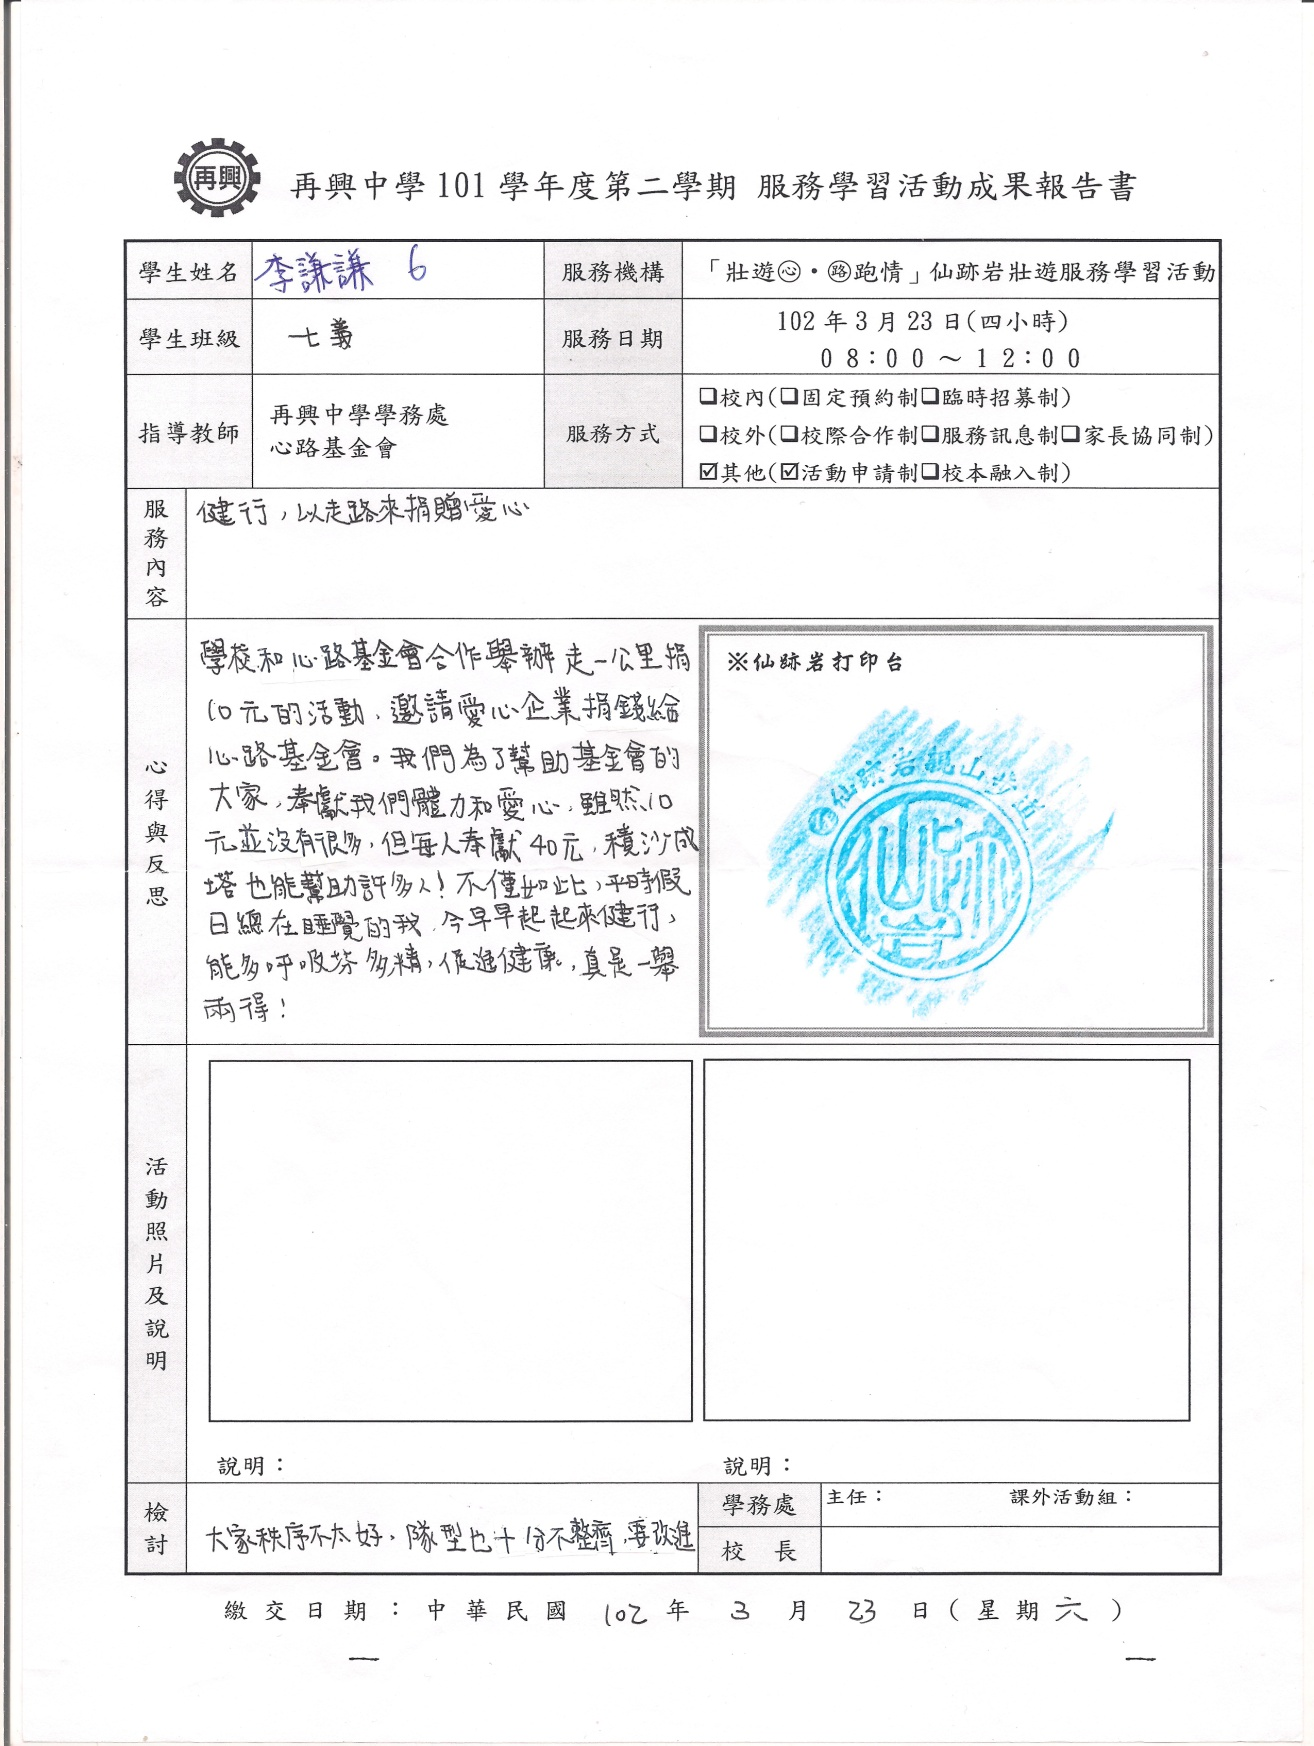 再興
再興中學 101 學年度第二學期 服務學習活動成果報告書
學生姓名
李謙謙 6
服務機構
「壯遊㊣心・路跑情」仙跡岩壯遊服務學習活動
學生班級
七義
服務日期
102 年 3 月 23 日(四小時)
08:00 ~ 12:00
指導教師
再興中學學務處
心路基金會
服務方式
❑校內(❑固定預約制❑臨時招募制)
❑校外(❑校際合作制❑服務訊息制❑家長協同制)
☑其他(☑活動申請制❑校本融入制)
服務內容
健行,以走路來捐贈愛心
心得與反思
學校和心路基金會合作舉辦走一公里捐
10元的活動,邀請愛心企業捐錢給
心路基金會。我們為了幫助基金會的
大家,奉獻我們體力和愛心,雖然10
元並沒有很多,但每人奉獻40元,積沙成
塔也能幫助許多人!不僅如此,平時假
日總在睡覺的我,今早早起起來健行,
能多呼吸芬多精,促進健康,真是一舉
兩得!
※仙跡岩打印台
仙跡岩親山步道
仙跡岩
活動照片及說明
說明:
說明:
檢討
大家秩序不太好,隊型也十分不整齊,要改進
學務處
主任:
課外活動組:
校 長
繳交日期:中華民國 102 年 3 月 23 日(星期六)